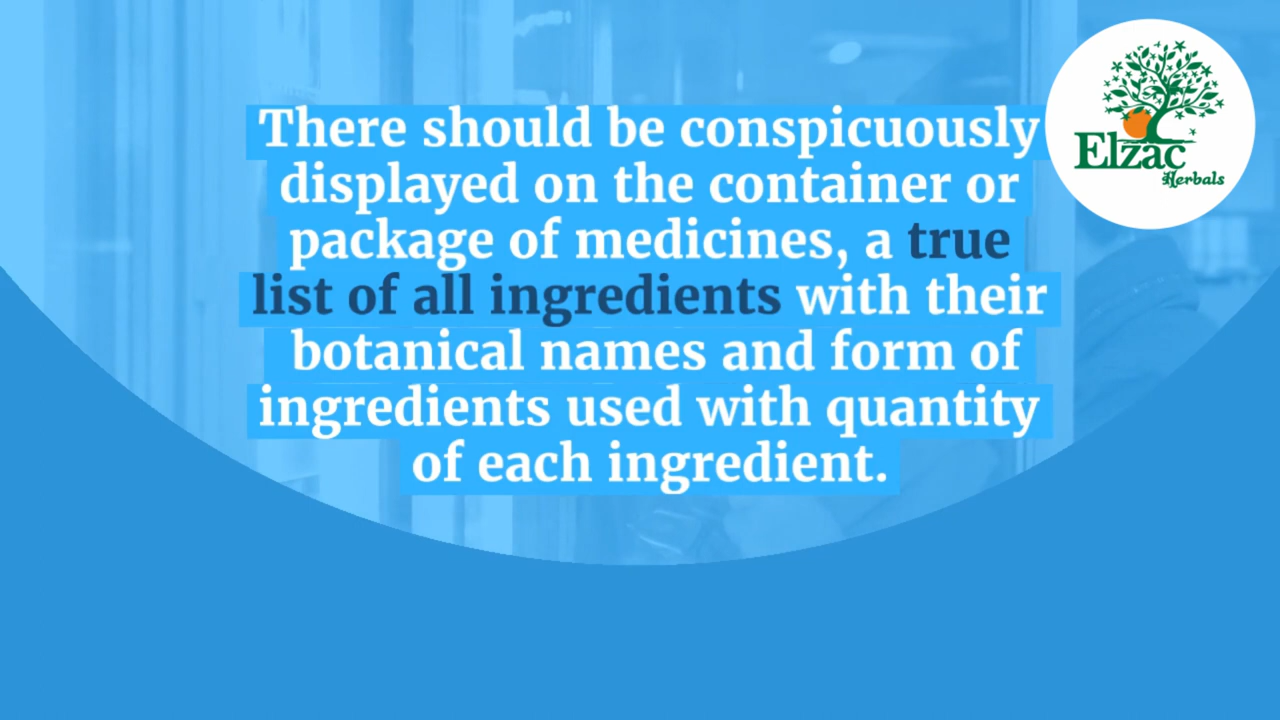 There should be conspicuously
displayed on the container or
package of medicines, a true
list of all ingredients with their
botanical names and form of
ingredients used with quantity
of each ingredient.
Elzac
Herbals